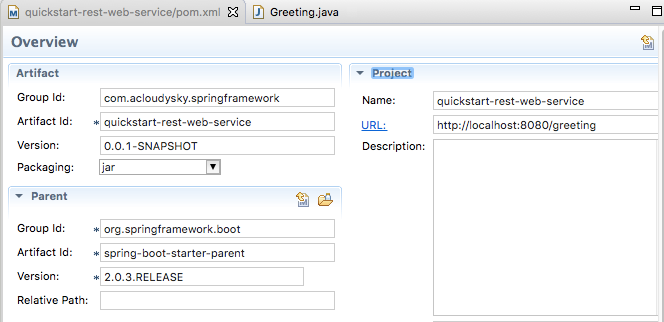 quickstart-rest-web-service/pom.xml Greeting.java
Overview
Artifact
Group Id: com.acloudysky.springframework
Artifact Id: * quickstart-rest-web-service
Version: 0.0.1-SNAPSHOT
Packaging: jar
Parent
Group Id: * org.springframework.boot
Artifact Id: * spring-boot-starter-parent
Version: * 2.0.3.RELEASE
Relative Path:
Project
Name: quickstart-rest-web-service
URL: http://localhost:8080/greeting
Description: